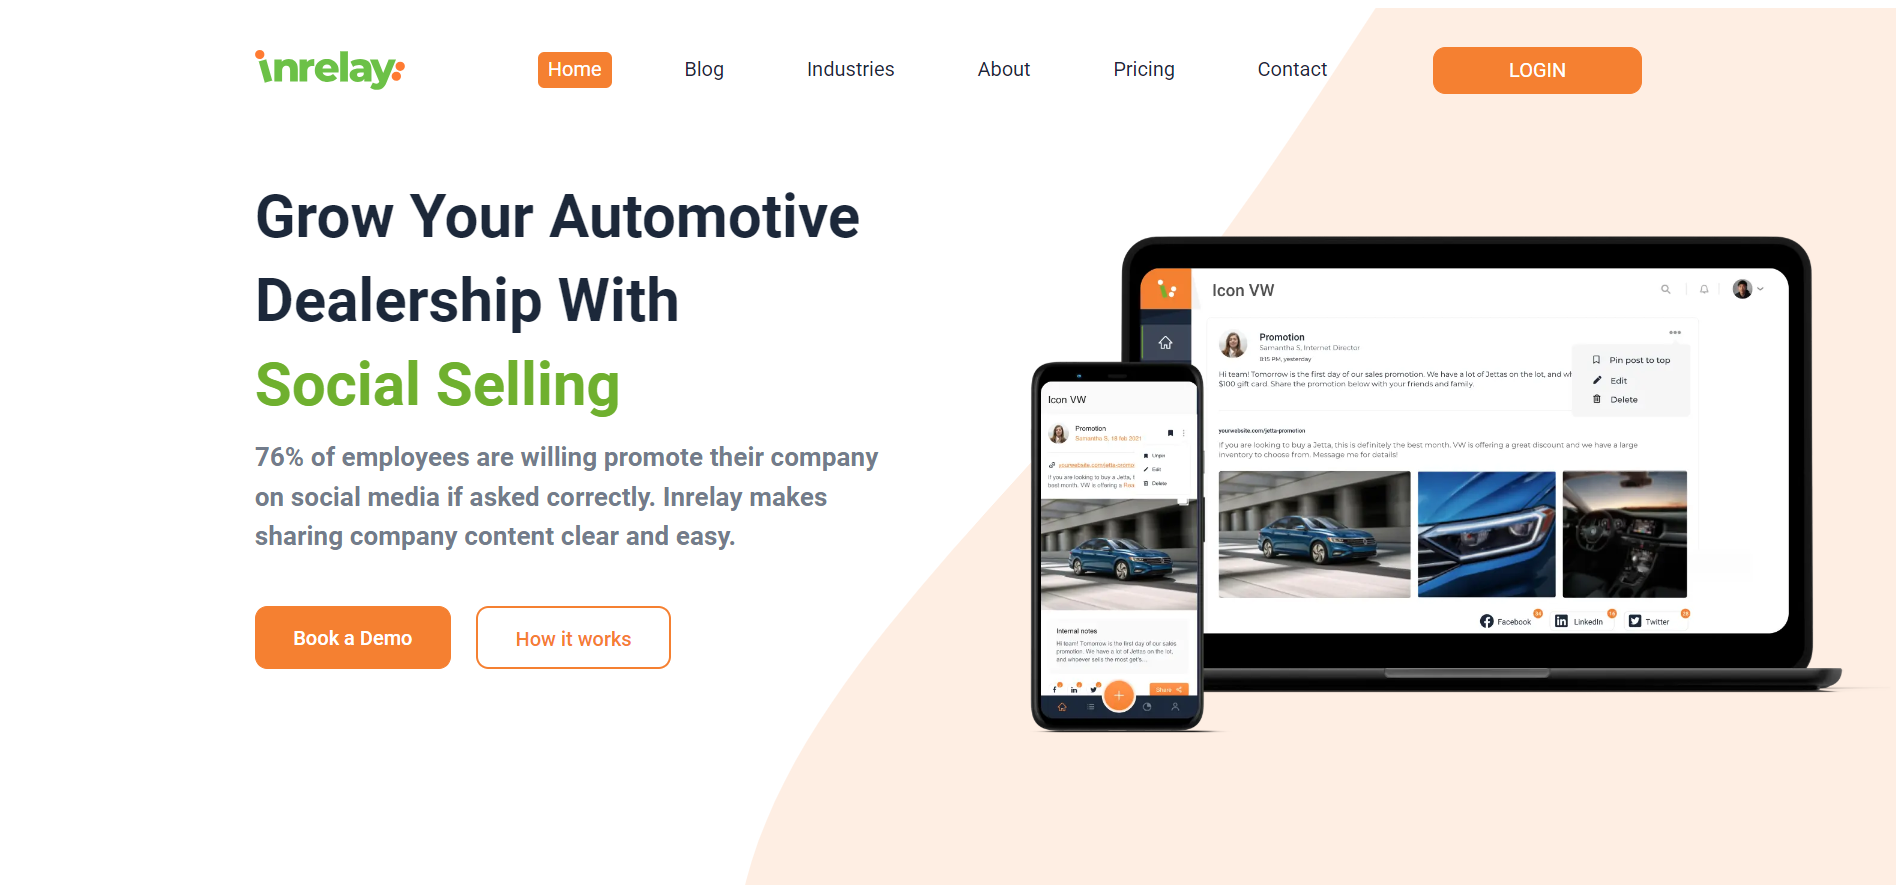 inrelay
Home
Blog
Industries
About
Pricing
Contact
LOGIN
Grow Your Automotive
Dealership With
Social Selling
76% of employees are willing promote their company
on social media if asked correctly. Inrelay makes
sharing company content clear and easy.
Book a Demo
How it works
Icon VW
Promotion
Samantha S, Internet Director
8:15 PM, yesterday
Hi team! Tomorrow is the first day of our sales promotion. We have a lot of Jettas on the lot, and wh
$100 gift card. Share the promotion below with your friends and family.
Pin post to top
Edit
Delete
yourwebsite.com/jetta-promotion
If you are looking to buy a Jetta, this is definitely the best month. VW is offering a great discount and we have a large
inventory to choose from. Message me for details!
Facebook
LinkedIn
Twitter
Icon VW
Promotion
Samantha S, 18 feb 2021
Unpin
Edit
Delete
yourwebsite.com/jetta-promo
If you are looking to buy a Jetta, t
best month. VW is offering a
Internal notes
Hi team! Tomorrow is the first day of our sales
promotion. We have a lot of Jettas on the lot,
and whoever sells the most get's...
Share